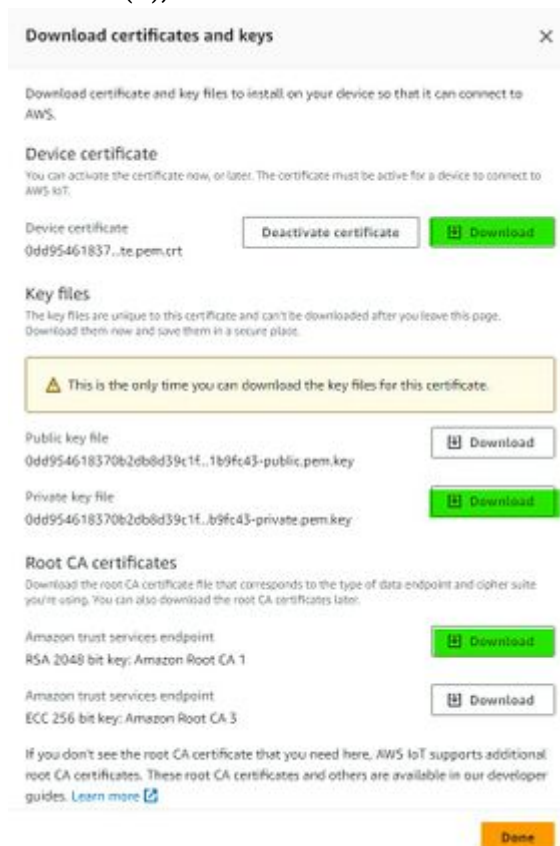 Download certificates and keys
Download certificate and key files to install on your device so that it can connect to
AWS.
Device certificate
You can activate the certificate now, or later. The certificate must be active for a device to connect to
AWS IoT.
Device certificate
0dd95461837...te.pem.crt
Deactivate certificate
Download
Key files
The key files are unique to this certificate and can't be downloaded after you leave this page.
Download them now and save them in a secure place.
This is the only time you can download the key files for this certificate.
Public key file
0dd954618370b2db8d39c1f...1b9fc43-public.pem.key
Download
Private key file
0dd954618370b2db8d39c1f...b9fc43-private.pem.key
Download
Root CA certificates
Download the root CA certificate file that corresponds to the type of data endpoint and cipher suite
you're using. You can also download the root CA certificates later.
Amazon trust services endpoint
RSA 2048 bit key: Amazon Root CA 1
Download
Amazon trust services endpoint
ECC 256 bit key: Amazon Root CA 3
Download
If you don't see the root CA certificate that you need here, AWS IoT supports additional
root CA certificates. These root CA certificates and others are available in our developer
guides. Learn more
Done